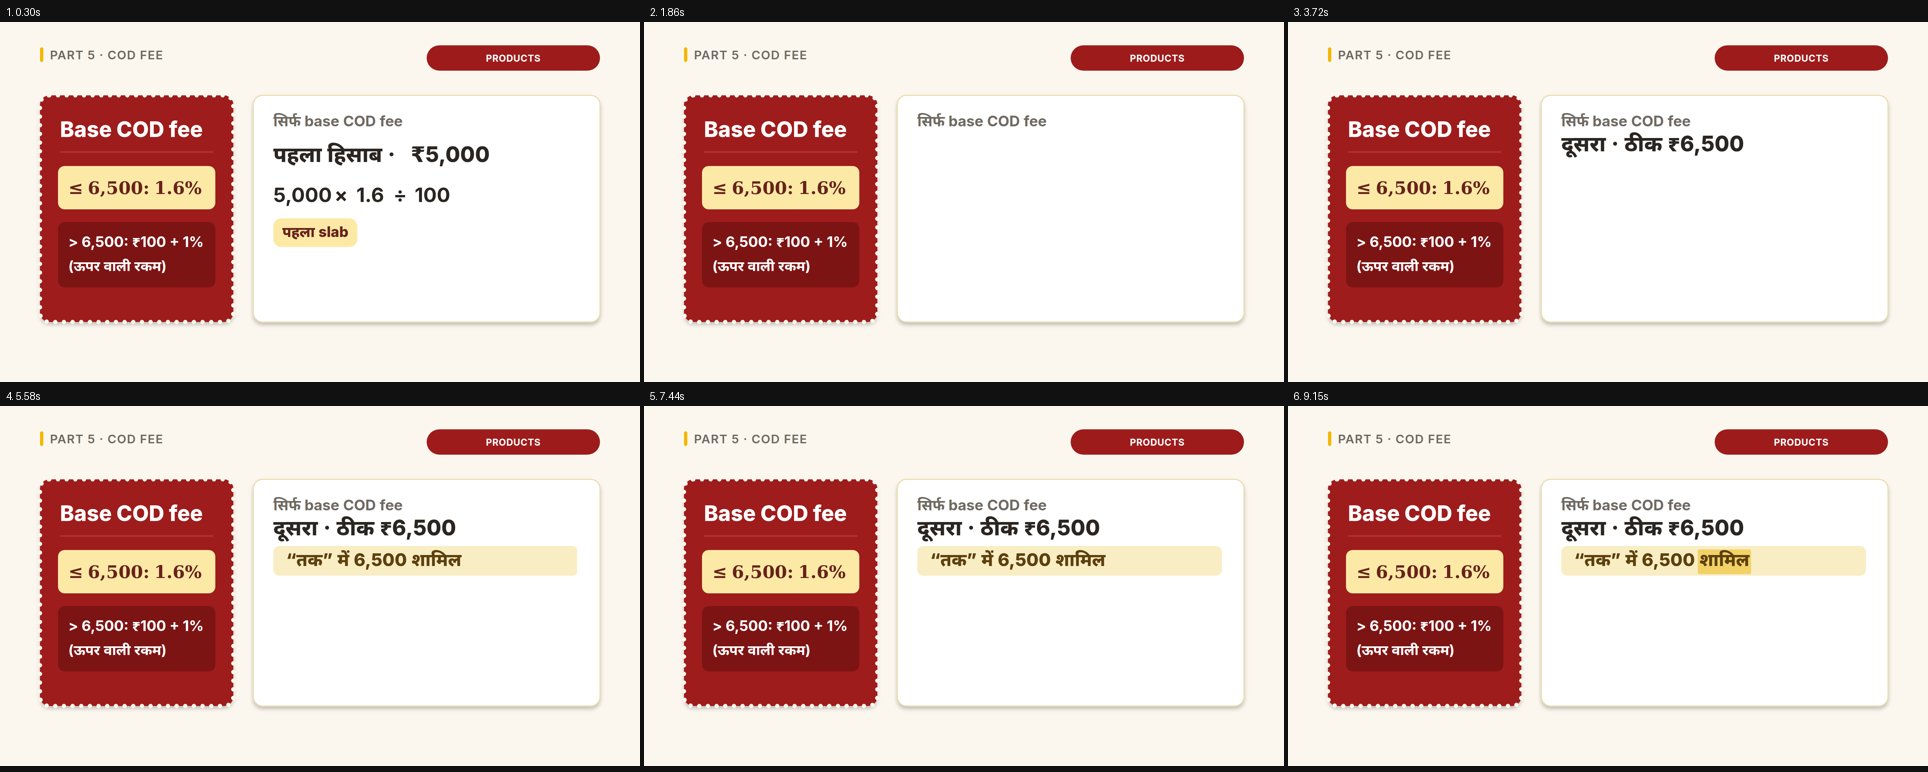 1. 0.30s
PART 5 · COD FEE
PRODUCTS
Base COD fee
≤ 6,500: 1.6%
> 6,500: ₹100 + 1%
(ऊपर वाली रकम)
सिर्फ base COD fee
पहला हिसाब · ₹5,000
5,000 × 1.6 ÷ 100
पहला slab
2. 1.86s
PART 5 · COD FEE
PRODUCTS
Base COD fee
≤ 6,500: 1.6%
> 6,500: ₹100 + 1%
(ऊपर वाली रकम)
सिर्फ base COD fee
3. 3.72s
PART 5 · COD FEE
PRODUCTS
Base COD fee
≤ 6,500: 1.6%
> 6,500: ₹100 + 1%
(ऊपर वाली रकम)
सिर्फ base COD fee
दूसरा · ठीक ₹6,500
4. 5.58s
PART 5 · COD FEE
PRODUCTS
Base COD fee
≤ 6,500: 1.6%
> 6,500: ₹100 + 1%
(ऊपर वाली रकम)
सिर्फ base COD fee
दूसरा · ठीक ₹6,500
“तक” में 6,500 शामिल
5. 7.44s
PART 5 · COD FEE
PRODUCTS
Base COD fee
≤ 6,500: 1.6%
> 6,500: ₹100 + 1%
(ऊपर वाली रकम)
सिर्फ base COD fee
दूसरा · ठीक ₹6,500
“तक” में 6,500 शामिल
6. 9.15s
PART 5 · COD FEE
PRODUCTS
Base COD fee
≤ 6,500: 1.6%
> 6,500: ₹100 + 1%
(ऊपर वाली रकम)
सिर्फ base COD fee
दूसरा · ठीक ₹6,500
“तक” में 6,500 शामिल